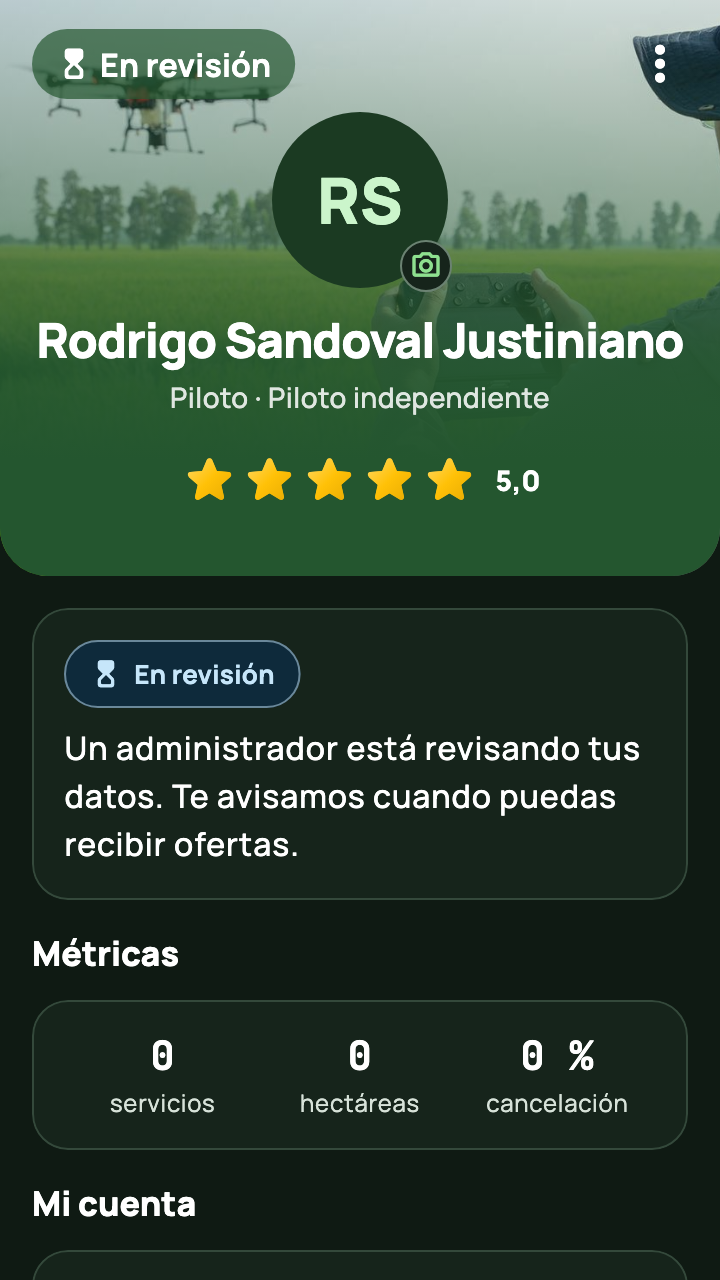 En revisión
RS
Rodrigo Sandoval Justiniano
Piloto · Piloto independiente
5,0
En revisión
Un administrador está revisando tus
datos. Te avisamos cuando puedas
recibir ofertas.
Métricas
0 0 0 %
servicios hectáreas cancelación
Mi cuenta